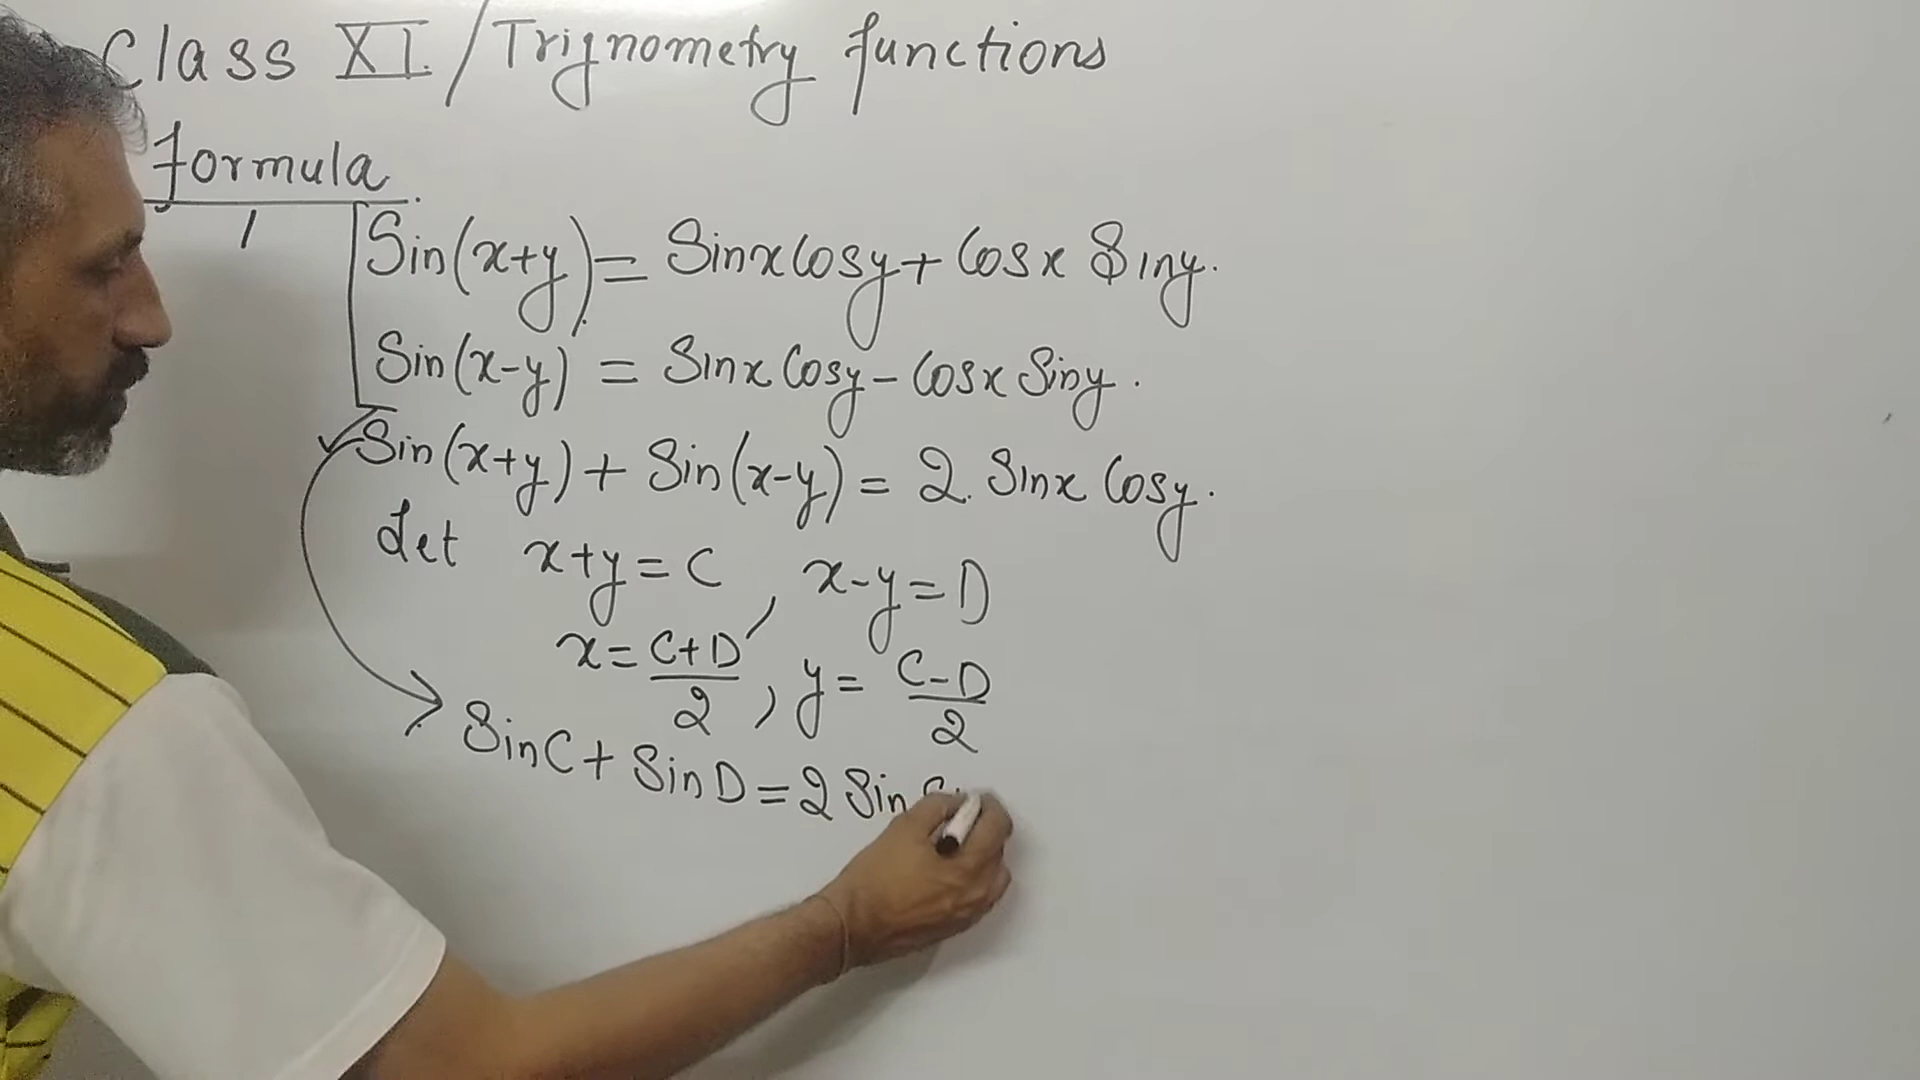 Class XI / Trignometry functions
formula
1
Sin(x+y) = Sinx Cosy + Cosx Siny.
Sin(x-y) = Sinx Cosy - Cosx Siny.
Sin(x+y) + Sin(x-y) = 2. Sinx Cosy.
Let x+y = C , x-y = D
x = C+D/2 , y = C-D/2
SinC + SinD = 2 Sin